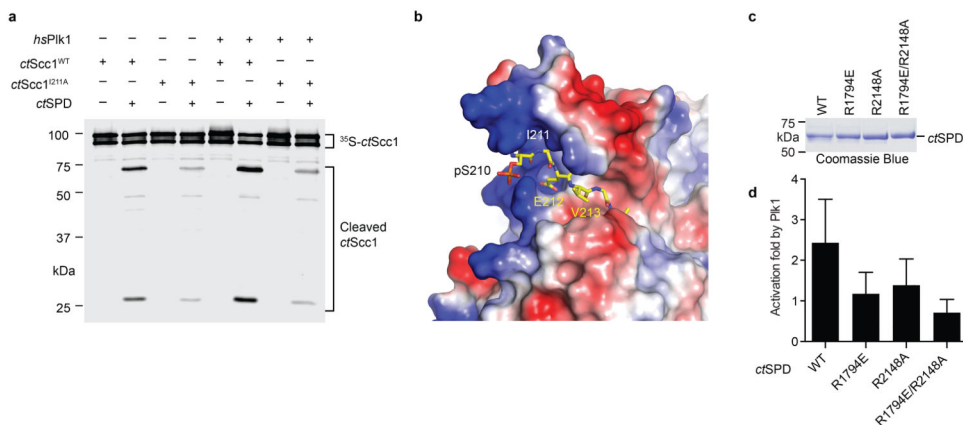 a
hsPlk1 – – – – + + + +
ctScc1WT + + – – + + – –
ctScc1I211A – – + + – – + +
ctSPD – + – + – + – +
100
75
50
37
kDa
25
35S-ctScc1
Cleaved
ctScc1
b
I211
pS210
E212
V213
c
WT
R1794E
R2148A
R1794E/R2148A
75
kDa
50
ctSPD
Coomassie Blue
d
Activation fold by Plk1
4
3
2
1
0
ctSPD
WT
R1794E
R2148A
R1794E/R2148A